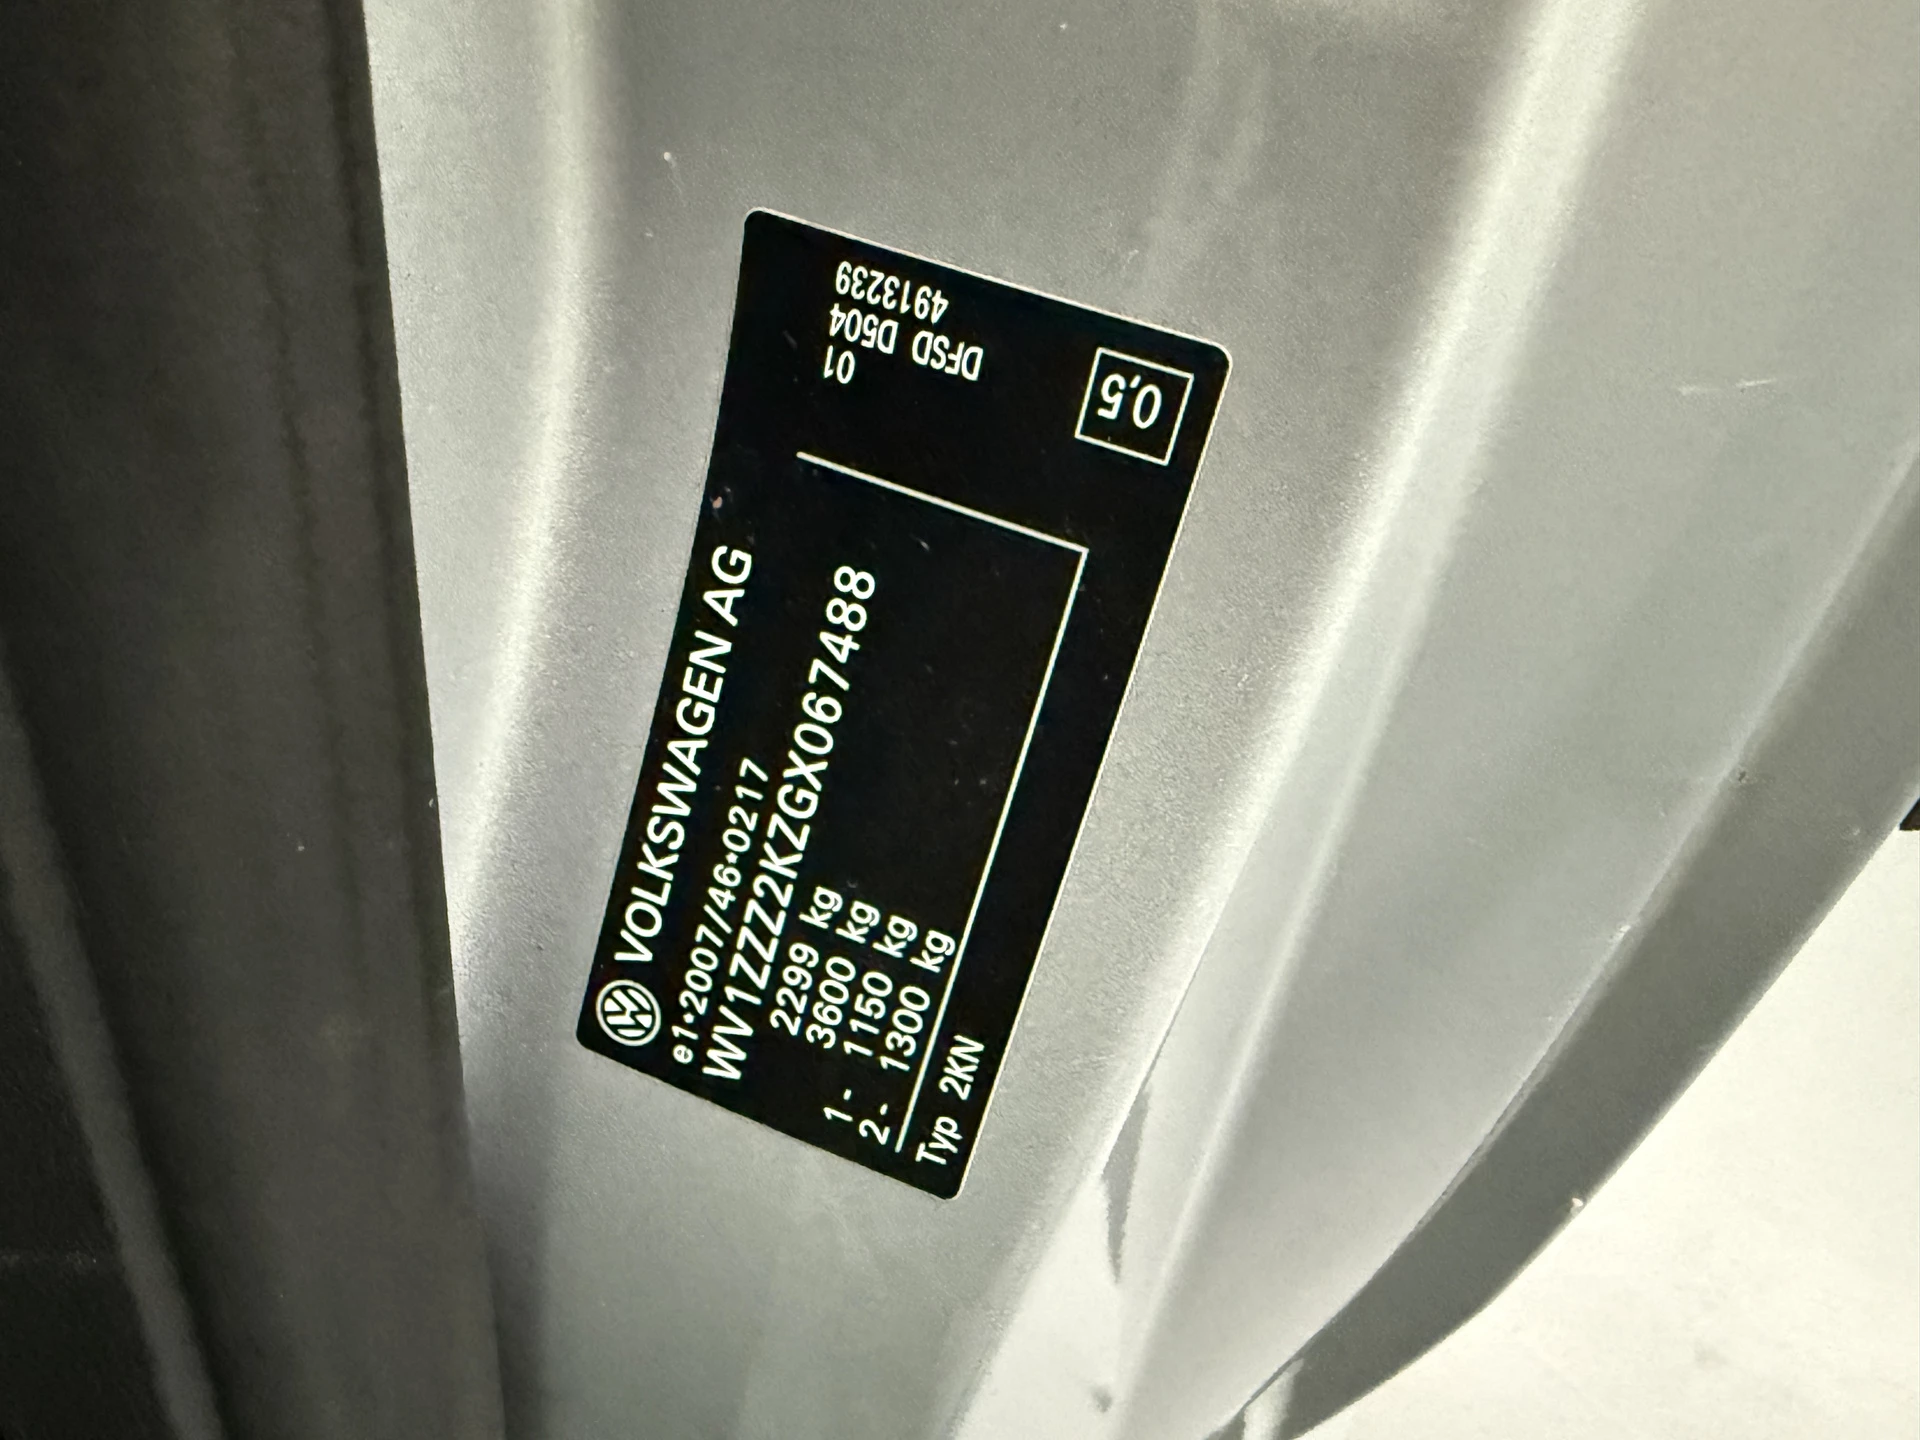 VOLKSWAGEN AG
e1*2007/46*0217
WV1ZZZ2KZGX067488
2299 kg
3600 kg
1- 1150 kg
2- 1300 kg
Typ 2KN
4913239
DFSD D504
01
0,5